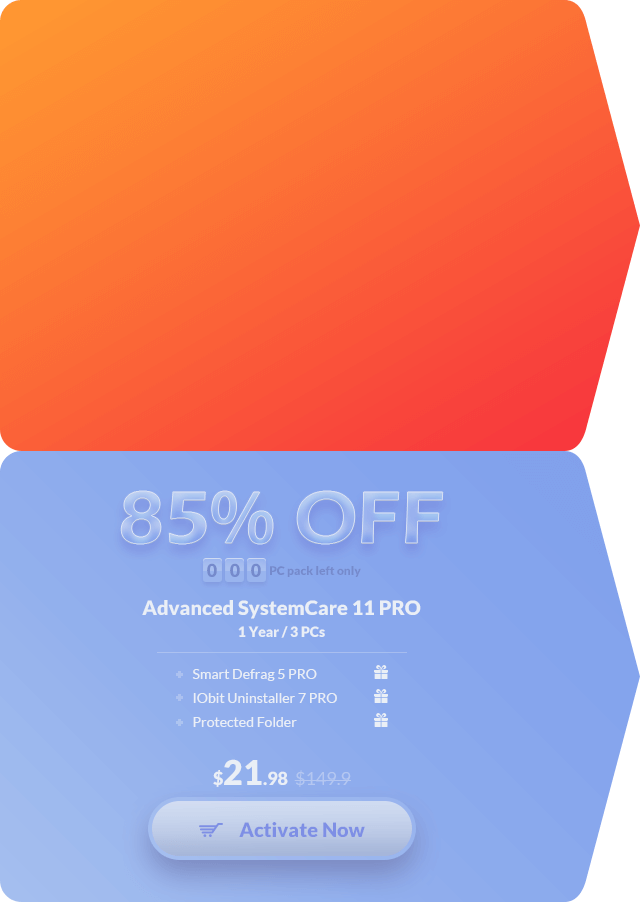 85% OFF
0 0 0 PC pack left only
Advanced SystemCare 11 PRO
1 Year / 3 PCs
Smart Defrag 5 PRO
IObit Uninstaller 7 PRO
Protected Folder
$21.98 $149.9
Activate Now